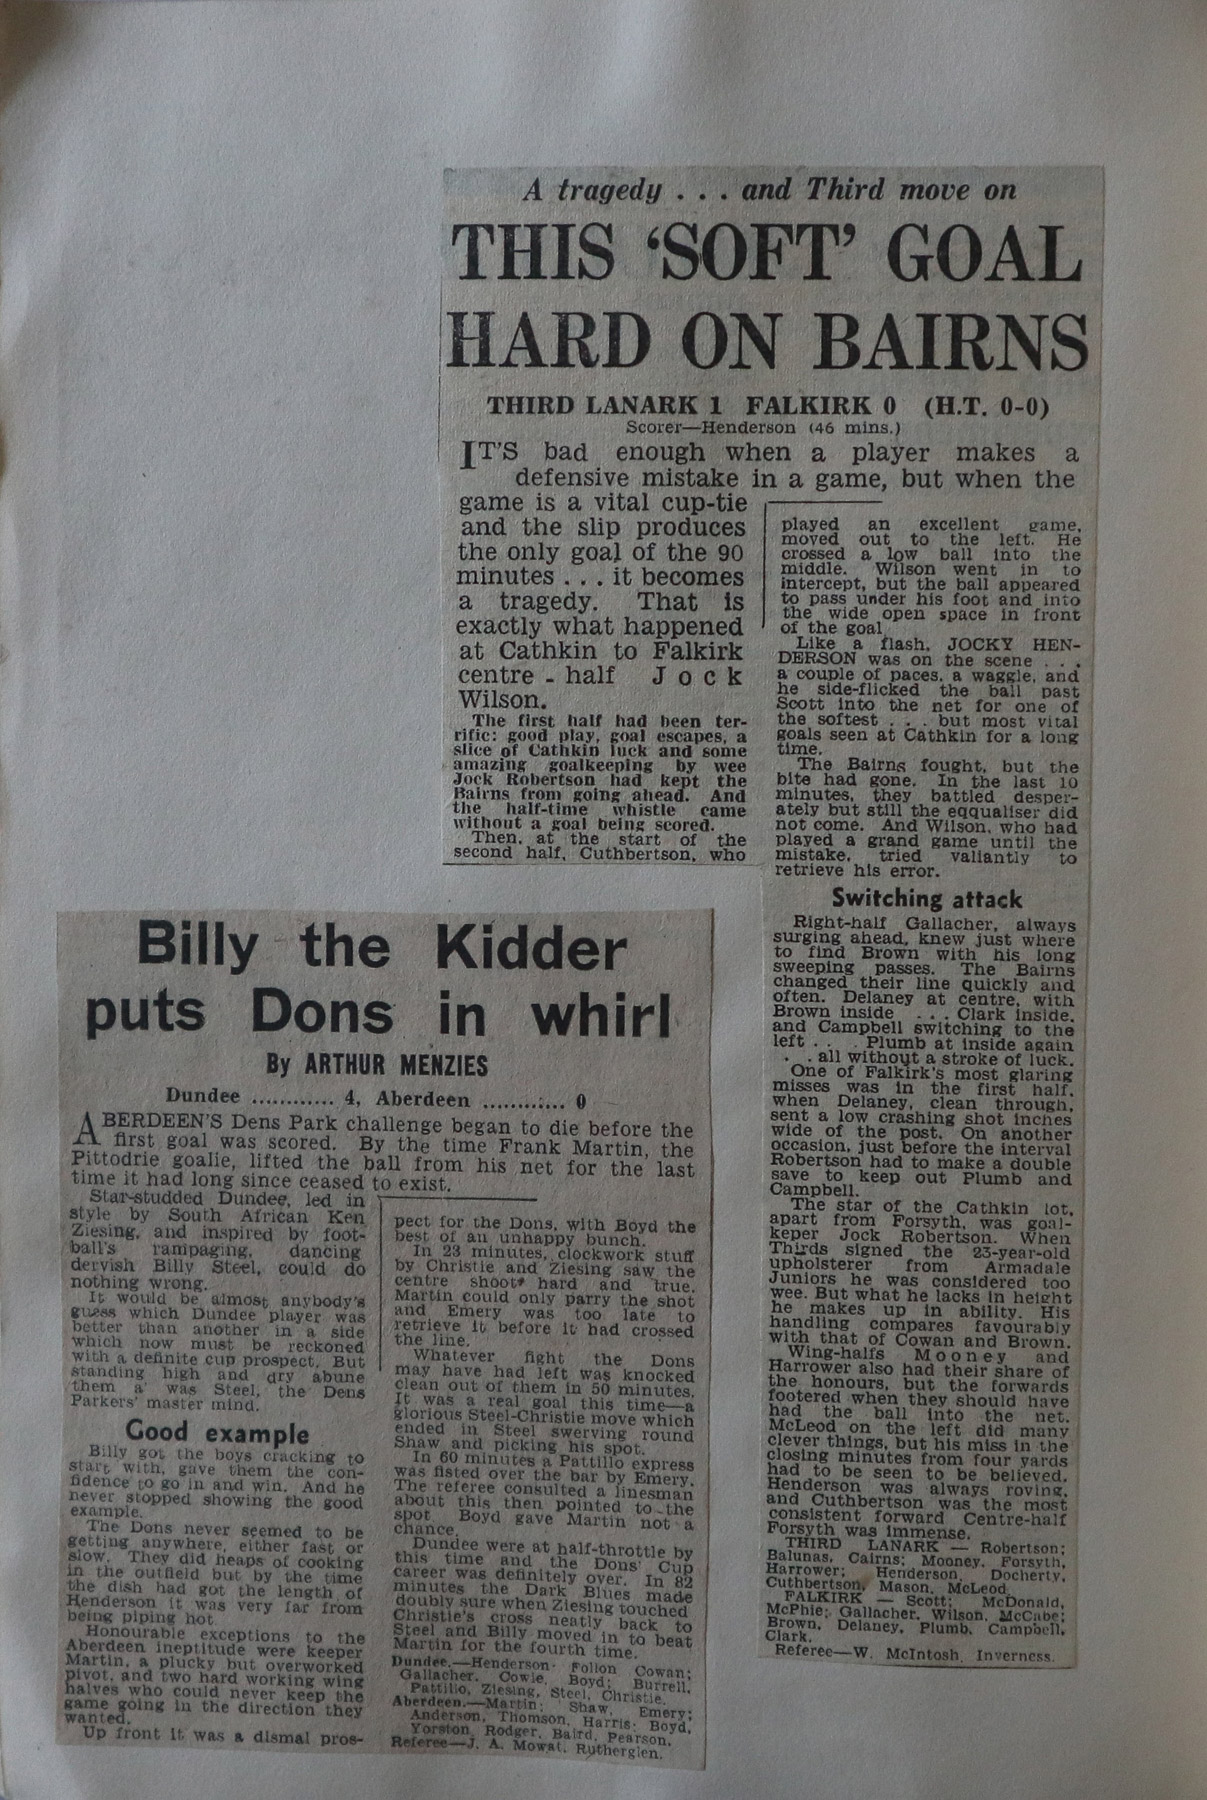 A tragedy . . . and Third move on
THIS ‘SOFT’ GOAL
HARD ON BAIRNS
THIRD LANARK 1 FALKIRK 0 (H.T. 0-0)
Scorer—Henderson (46 mins.)
IT'S bad enough when a player makes a
defensive mistake in a game, but when the
game is a vital cup-tie
and the slip produces
the only goal of the 90
minutes . . . it becomes
a tragedy. That is
exactly what happened
at Cathkin to Falkirk
centre - half Jock
Wilson.
The first half had been ter-
rific: good play, goal escapes, a
slice of Cathkin luck and some
amazing goalkeeping by wee
Jock Robertson had kept the
Bairns from going ahead. And
the half-time whistle came
without a goal being scored.
Then, at the start of the
second half, Cuthbertson, who
played an excellent game,
moved out to the left. He
crossed a low ball into the
middle. Wilson went in to
intercept, but the ball appeared
to pass under his foot and into
the wide open space in front
of the goal
Like a flash, JOCKY HEN-
DERSON was on the scene . . .
a couple of paces, a waggle, and
he side-flicked the ball past
Scott into the net for one of
the softest . . . but most vital
goals seen at Cathkin for a long
time.
The Bairns fought, but the
bite had gone. In the last 10
minutes, they battled desper-
ately but still the eqqualiser did
not come. And Wilson, who had
played a grand game until the
mistake, tried valiantly to
retrieve his error.
Switching attack
Right-half Gallacher, always
surging ahead, knew just where
to find Brown with his long
sweeping passes. The Bairns
changed their line quickly and
often. Delaney at centre, with
Brown inside . . . Clark inside,
and Campbell switching to the
left . . . Plumb at inside again
. . all without a stroke of luck.
One of Falkirk's most glaring
misses was in the first half,
when Delaney, clean through,
sent a low crashing shot inches
wide of the post. On another
occasion, just before the interval
Robertson had to make a double
save to keep out Plumb and
Campbell.
The star of the Cathkin lot,
apart from Forsyth, was goal-
keper Jock Robertson. When
Thirds signed the 23-year-old
upholsterer from Armadale
Juniors he was considered too
wee. But what he lacks in height
he makes up in ability. His
handling compares favourably
with that of Cowan and Brown.
Wing-halfs Mooney and
Harrower also had their share of
the honours, but the forwards
footered when they should have
had the ball into the net.
McLeod on the left did many
clever things, but his miss in the
closing minutes from four yards
had to be seen to be believed.
Henderson was always roving,
and Cuthbertson was the most
consistent forward Centre-half
Forsyth was immense.
THIRD LANARK — Robertson;
Balunas, Cairns; Mooney, Forsyth,
Harrower; Henderson, Docherty,
Cuthbertson, Mason, McLeod
FALKIRK — Scott; McDonald,
McPhie; Gallacher, Wilson, McCabe;
Brown, Delaney, Plumb, Campbell,
Clark.
Referee—W. McIntosh, Inverness.
Billy the Kidder
puts Dons in whirl
By ARTHUR MENZIES
Dundee ............ 4, Aberdeen ............ 0
ABERDEEN'S Dens Park challenge began to die before the
first goal was scored. By the time Frank Martin, the
Pittodrie goalie, lifted the ball from his net for the last
time it had long since ceased to exist.
Star-studded Dundee, led in
style by South African Ken
Ziesing, and inspired by foot-
ball's rampaging, dancing
dervish Billy Steel, could do
nothing wrong.
It would be almost anybody's
guess which Dundee player was
better than another in a side
which now must be reckoned
with a definite cup prospect. But
standing high and dry abune
them a' was Steel, the Dens
Parkers' master mind.
Good example
Billy got the boys cracking to
start with, gave them the con-
fidence to go in and win. And he
never stopped showing the good
example.
The Dons never seemed to be
getting anywhere, either fast or
slow. They did heaps of cooking
in the outfield but by the time
the dish had got the length of
Henderson it was very far from
being piping hot
Honourable exceptions to the
Aberdeen ineptitude were keeper
Martin, a plucky but overworked
pivot, and two hard working wing
halves who could never keep the
game going in the direction they
wanted.
Up front it was a dismal pros-
pect for the Dons, with Boyd the
best of an unhappy bunch.
In 23 minutes, clockwork stuff
by Christie and Ziesing saw the
centre shoot hard and true.
Martin could only parry the shot
and Emery was too late to
retrieve it before it had crossed
the line.
Whatever fight the Dons
may have had left was knocked
clean out of them in 50 minutes.
It was a real goal this time—a
glorious Steel-Christie move which
ended in Steel swerving round
Shaw and picking his spot.
In 60 minutes a Pattillo express
was fisted over the bar by Emery.
The referee consulted a linesman
about this then pointed to the
spot Boyd gave Martin not a
chance.
Dundee were at half-throttle by
this time and the Dons' Cup
career was definitely over. In 82
minutes the Dark Blues made
doubly sure when Ziesing touched
Christie's cross neatly back to
Steel and Billy moved in to beat
Martin for the fourth time.
Dundee.—Henderson; Follon Cowan;
Gallacher, Cowie, Boyd; Burrell,
Pattillo, Ziesing, Steel, Christie.
Aberdeen.—Martin; Shaw, Emery;
Anderson, Thomson, Harris; Boyd,
Yorston, Rodger, Baird, Pearson.
Referee—J. A. Mowat, Rutherglen.